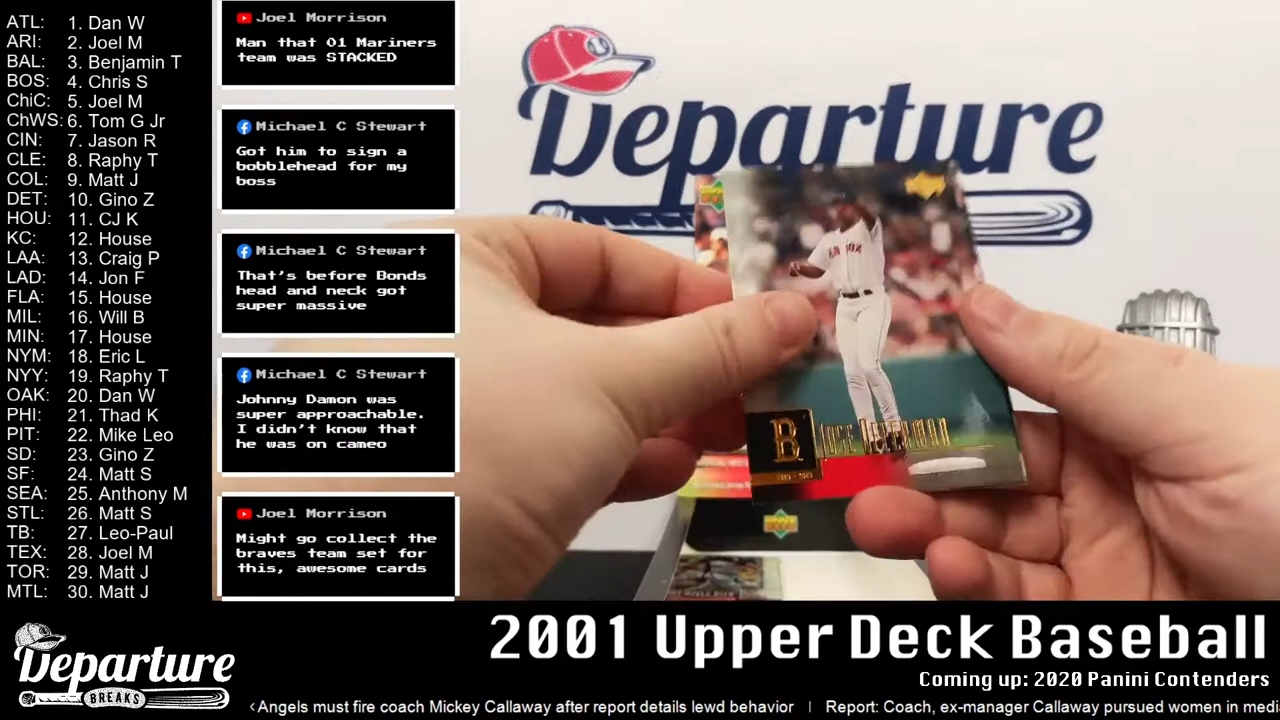 ATL: 1. Dan W
ARI: 2. Joel M
BAL: 3. Benjamin T
BOS: 4. Chris S
ChiC: 5. Joel M
ChWS: 6. Tom G Jr
CIN: 7. Jason R
CLE: 8. Raphy T
COL: 9. Matt J
DET: 10. Gino Z
HOU: 11. CJ K
KC: 12. House
LAA: 13. Craig P
LAD: 14. Jon F
FLA: 15. House
MIL: 16. Will B
MIN: 17. House
NYM: 18. Eric L
NYY: 19. Raphy T
OAK: 20. Dan W
PHI: 21. Thad K
PIT: 22. Mike Leo
SD: 23. Gino Z
SF: 24. Matt S
SEA: 25. Anthony M
STL: 26. Matt S
TB: 27. Leo-Paul
TEX: 28. Joel M
TOR: 29. Matt J
MTL: 30. Matt J
Joel Morrison
Man that 01 Mariners
team was STACKED
Michael C Stewart
Got him to sign a
bobblehead for my
boss
Michael C Stewart
That's before Bonds
head and neck got
super massive
Michael C Stewart
Johnny Damon was
super approachable.
I didn't know that
he was on cameo
Joel Morrison
Might go collect the
braves team set for
this, awesome cards
Departure
B
Departure
BREAKS
2001 Upper Deck Baseball
Coming up: 2020 Panini Contenders
‹Angels must fire coach Mickey Callaway after report details lewd behavior | Report: Coach, ex-manager Callaway pursued women in medi